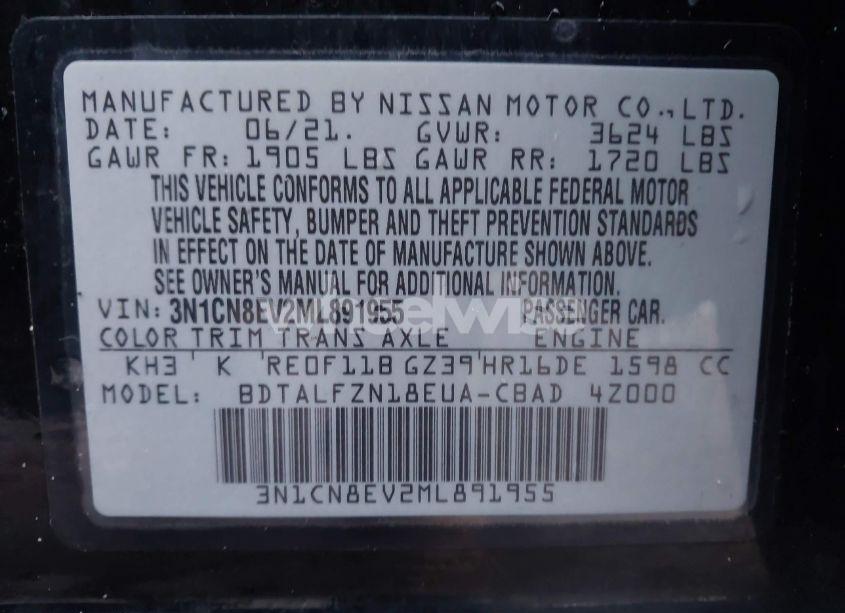 MANUFACTURED BY NISSAN MOTOR CO.,LTD.
DATE: 06/21. GVWR: 3624 LBS
GAWR FR: 1905 LBS GAWR RR: 1720 LBS
THIS VEHICLE CONFORMS TO ALL APPLICABLE FEDERAL MOTOR
VEHICLE SAFETY, BUMPER AND THEFT PREVENTION STANDARDS
IN EFFECT ON THE DATE OF MANUFACTURE SHOWN ABOVE.
SEE OWNER'S MANUAL FOR ADDITIONAL INFORMATION.
VIN: 3N1CN8EV2ML891955 PASSENGER CAR.
wheelwise
COLOR TRIM TRANS AXLE ENGINE
KH3 K RE0F11B GZ39 HR16DE 1598 CC
MODEL: BDTALFZN18EUA-CBAD 4Z000
3N1CN8EV2ML891955